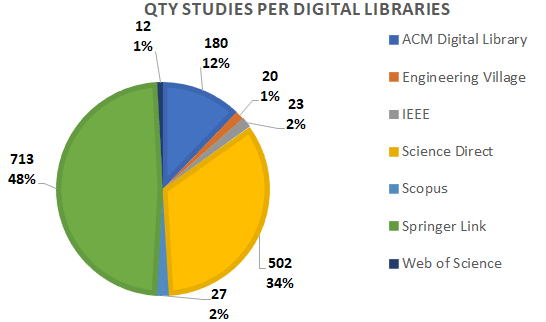 QTY STUDIES PER DIGITAL LIBRARIES
12
1%
180
12%
20
1%
23
2%
713
48%
502
34%
27
2%
ACM Digital Library
Engineering Village
IEEE
Science Direct
Scopus
Springer Link
Web of Science